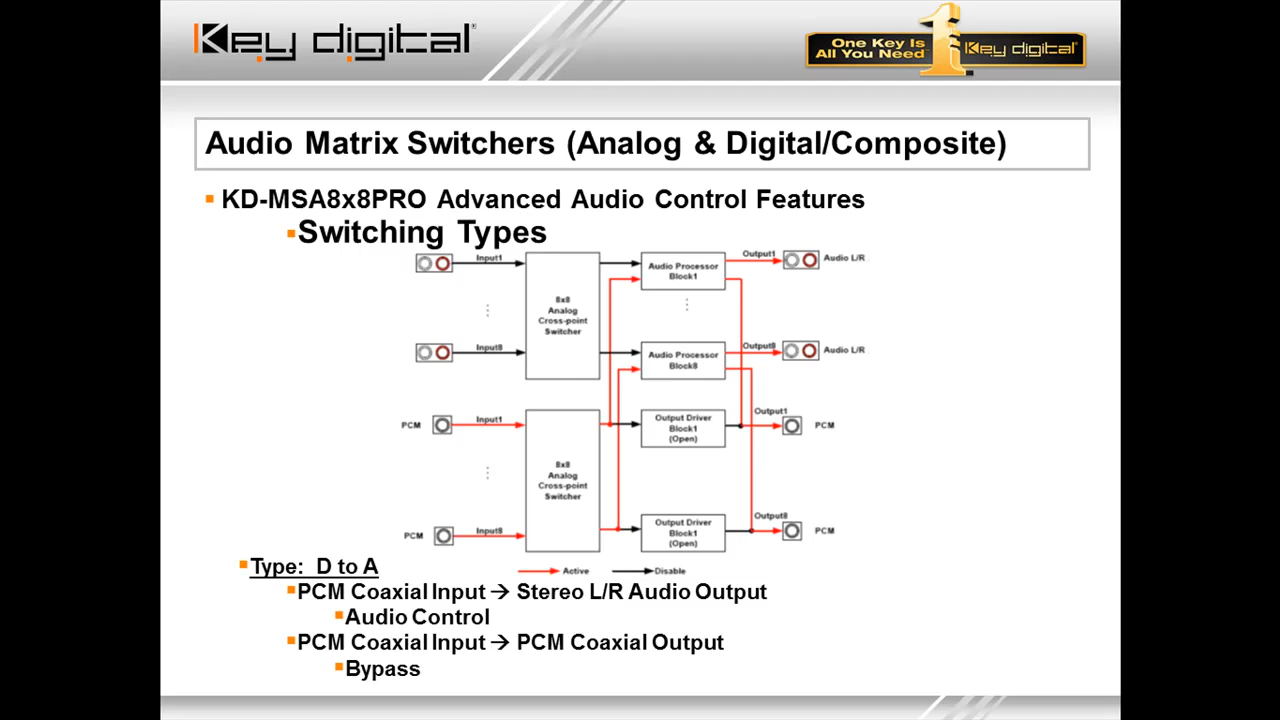 Key digital®
One Key Is
All You Need
1
Key digital®
Audio Matrix Switchers (Analog & Digital/Composite)
KD-MSA8x8PRO Advanced Audio Control Features
Switching Types
Input1
8x8
Analog
Cross-point
Switcher
Audio Processor
Block1
Output1
Audio L/R
Input8
Audio Processor
Block8
Output8
Audio L/R
PCM
Input1
8x8
Analog
Cross-point
Switcher
Output Driver
Block1
(Open)
Output1
PCM
PCM
Input8
Output Driver
Block1
(Open)
Output8
PCM
Active
Disable
Type: D to A
PCM Coaxial Input → Stereo L/R Audio Output
Audio Control
PCM Coaxial Input → PCM Coaxial Output
Bypass